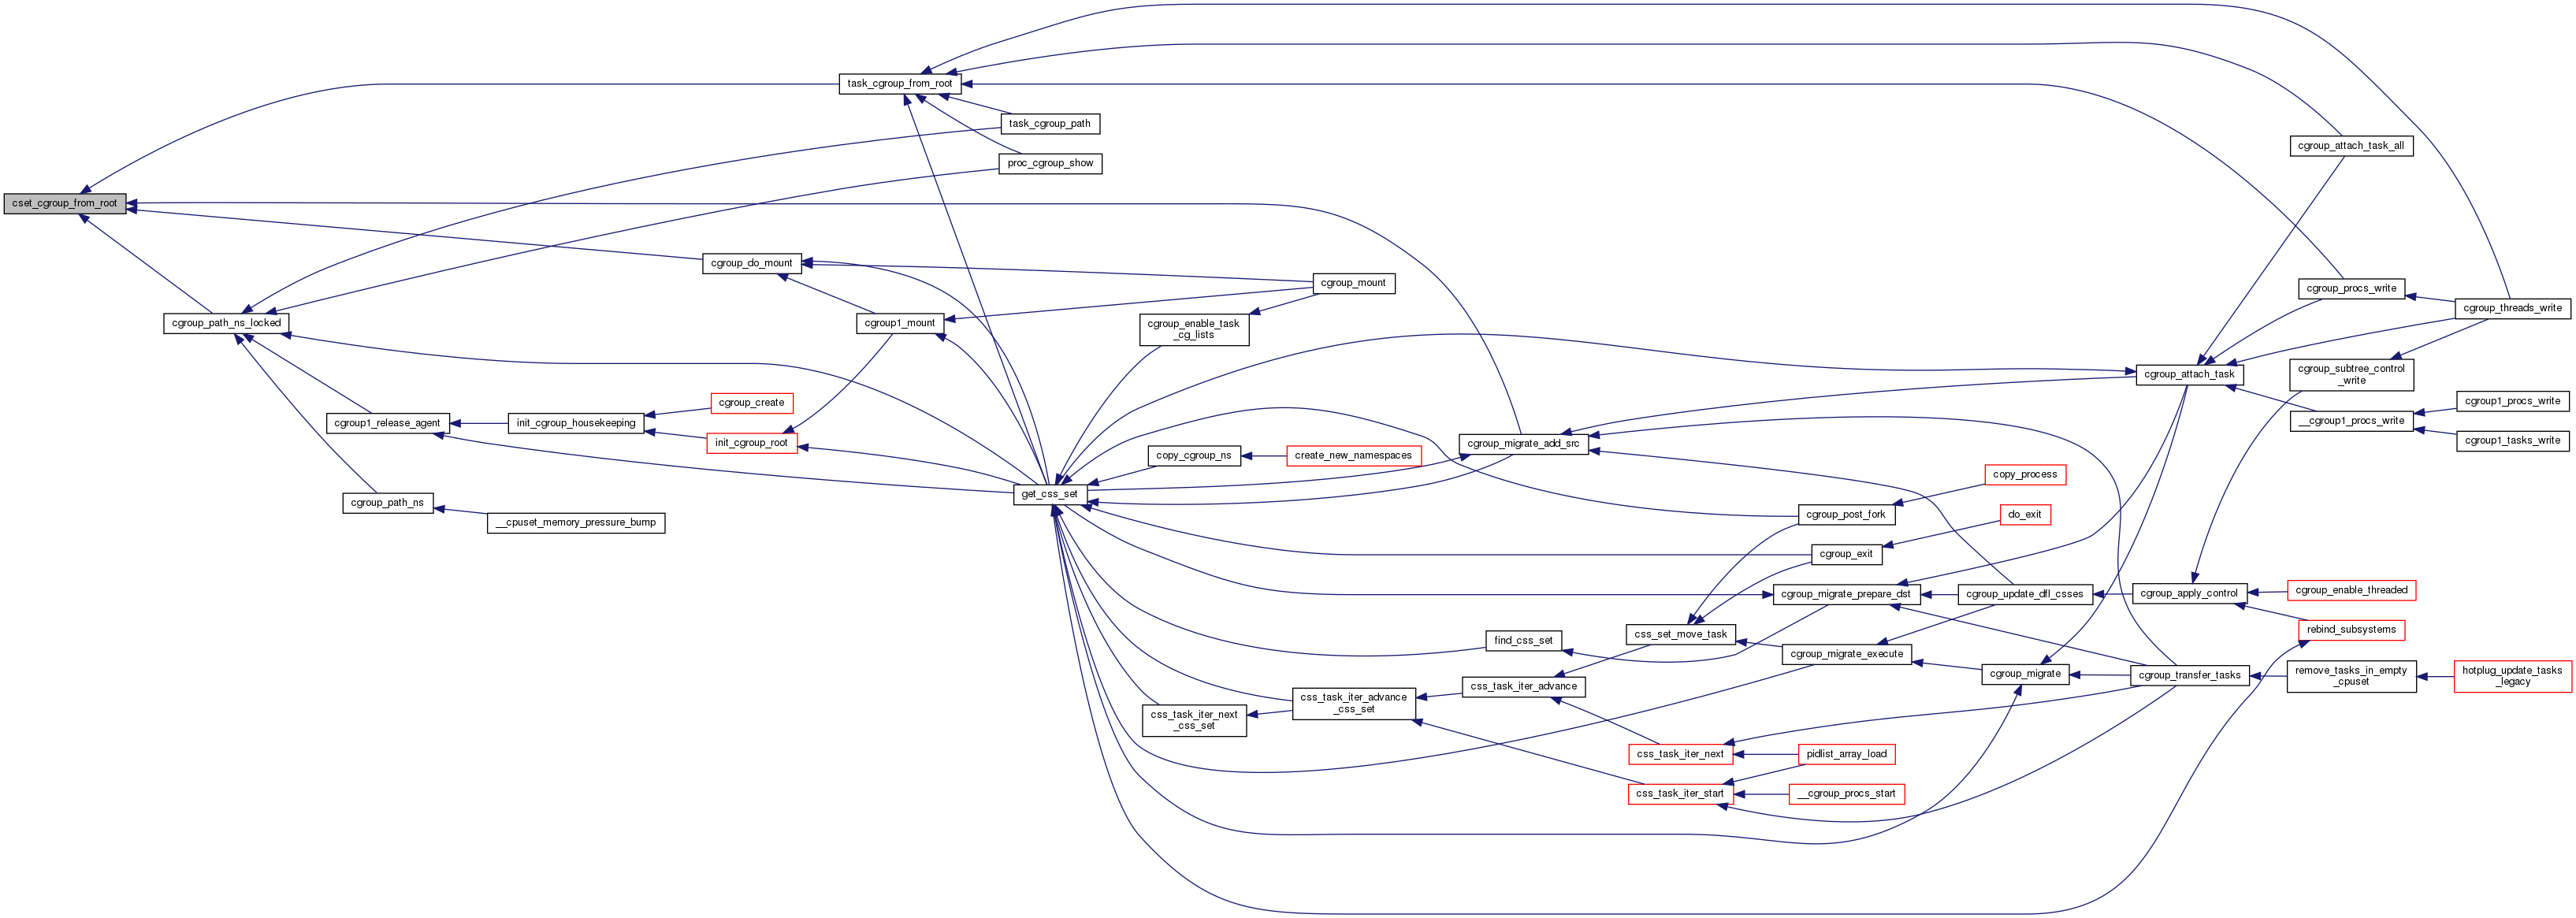 cset_cgroup_from_root
task_cgroup_from_root
cgroup_path_ns_locked
cgroup_do_mount
task_cgroup_path
proc_cgroup_show
cgroup1_mount
cgroup_mount
cgroup_enable_task
_cg_lists
cgroup1_release_agent
init_cgroup_housekeeping
cgroup_create
init_cgroup_root
cgroup_path_ns
__cpuset_memory_pressure_bump
get_css_set
copy_cgroup_ns
create_new_namespaces
cgroup_migrate_add_src
find_css_set
css_task_iter_next
_css_set
css_task_iter_advance
_css_set
css_task_iter_advance
css_set_move_task
css_task_iter_next
css_task_iter_start
cgroup_post_fork
cgroup_exit
copy_process
do_exit
cgroup_migrate_prepare_dst
cgroup_migrate_execute
pidlist_array_load
__cgroup_procs_start
cgroup_update_dfl_csses
cgroup_migrate
cgroup_attach_task
cgroup_apply_control
cgroup_transfer_tasks
cgroup_attach_task_all
cgroup_procs_write
cgroup_threads_write
cgroup_subtree_control
_write
__cgroup1_procs_write
cgroup1_procs_write
cgroup1_tasks_write
cgroup_enable_threaded
rebind_subsystems
remove_tasks_in_empty
_cpuset
hotplug_update_tasks
_legacy